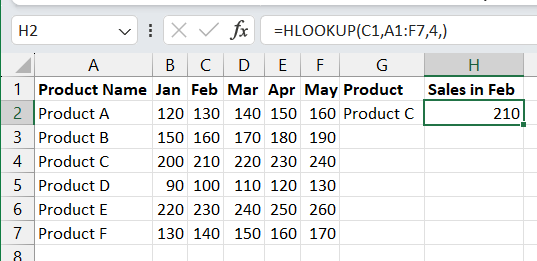 H2 fx =HLOOKUP(C1,A1:F7,4,)
A B C D E F G H
1 Product Name Jan Feb Mar Apr May Product Sales in Feb
2 Product A 120 130 140 150 160 Product C 210
3 Product B 150 160 170 180 190
4 Product C 200 210 220 230 240
5 Product D 90 100 110 120 130
6 Product E 220 230 240 250 260
7 Product F 130 140 150 160 170
8